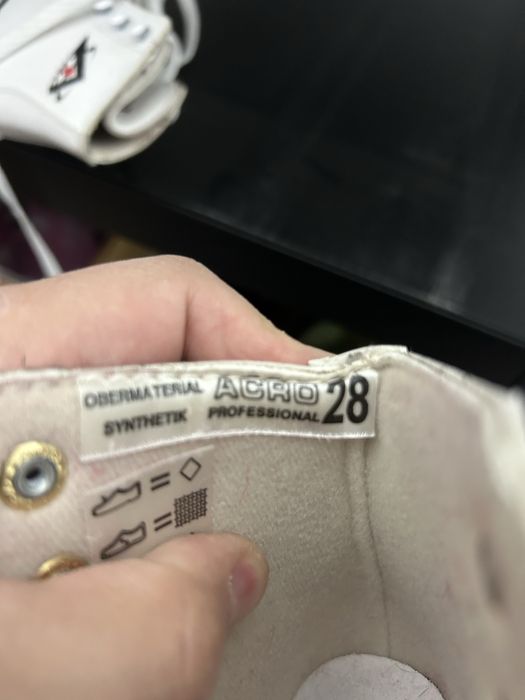 OBERMATERIAL ACRO 28
SYNTHETIK PROFESSIONAL